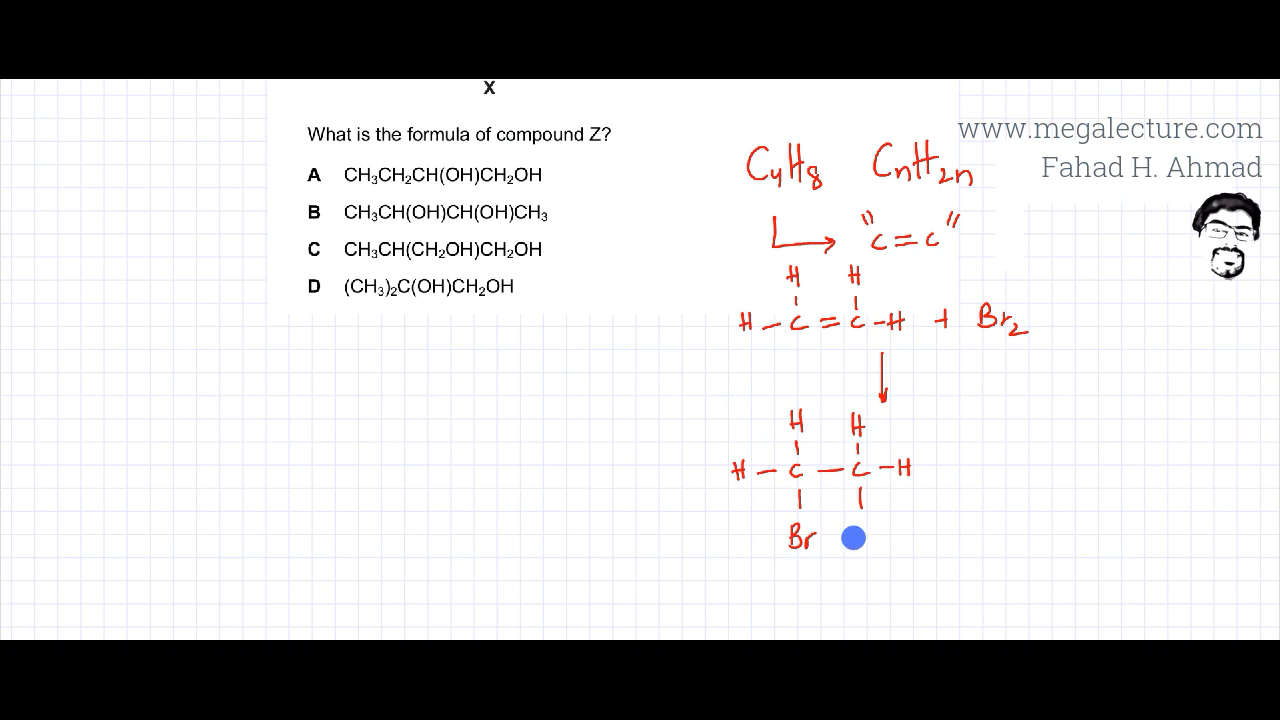 X
What is the formula of compound Z?
A CH₃CH₂CH(OH)CH₂OH
B CH₃CH(OH)CH(OH)CH₃
C CH₃CH(CH₂OH)CH₂OH
D (CH₃)₂C(OH)CH₂OH
www.megalecture.com
Fahad H. Ahmad
C₄H₈ CₙH₂ₙ
"C=C"
H H
H-C=C-H + Br₂
H H
H-C-C-H
Br